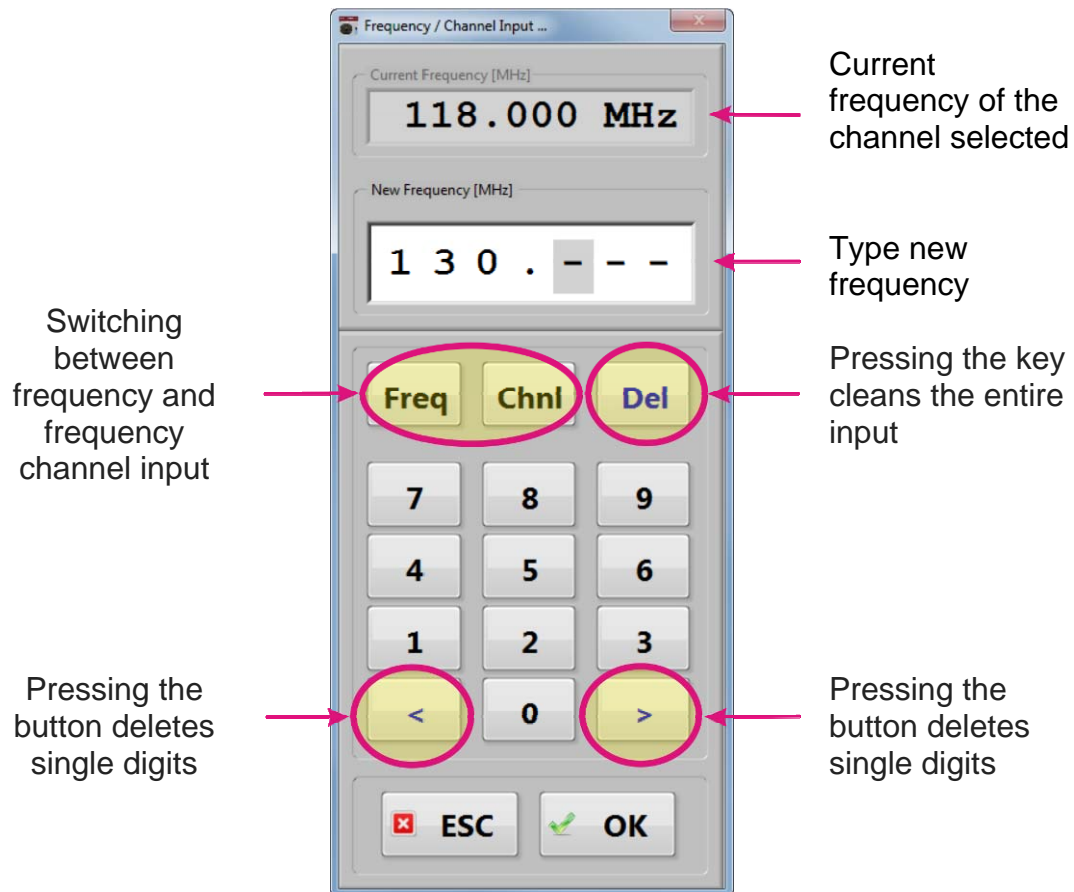 Frequency / Channel Input ...
Current Frequency [MHz]
118.000 MHz
Current
frequency of the
channel selected
New Frequency [MHz]
1 3 0 . - - -
Type new
frequency
Switching
between
frequency and
frequency
channel input
Freq Chnl Del
Pressing the key
cleans the entire
input
7 8 9
4 5 6
1 2 3
< 0 >
Pressing the
button deletes
single digits
Pressing the
button deletes
single digits
ESC OK